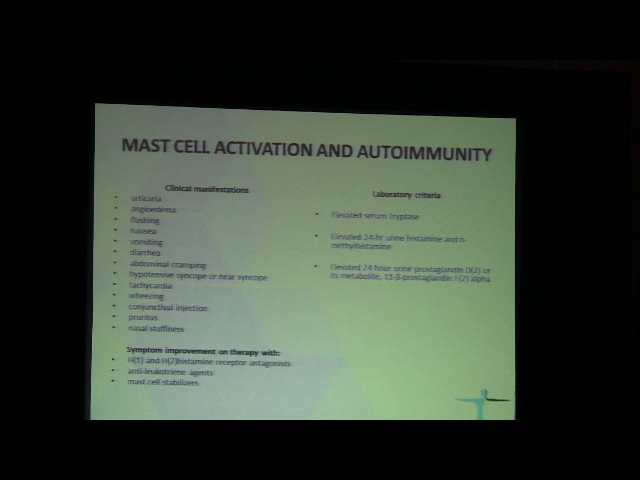 MAST CELL ACTIVATION AND AUTOIMMUNITY
Clinical manifestations
urticaria
angioedema
flushing
nausea
vomiting
diarrhea
abdominal cramping
hypotensive syncope or near syncope
tachycardia
wheezing
conjunctival injection
pruritus
nasal stuffiness
Symptom improvement on therapy with:
H(1) and H(2)histamine receptor antagonists
anti-leukotriene agents
mast cell stabilizers
Laboratory criteria
Elevated serum tryptase
Elevated 24-hr urine histamine and n-
methylhistamine
Elevated 24 hour urine prostaglandin D(2) or
its metabolite, 11-β-prostaglandin F(2) alpha